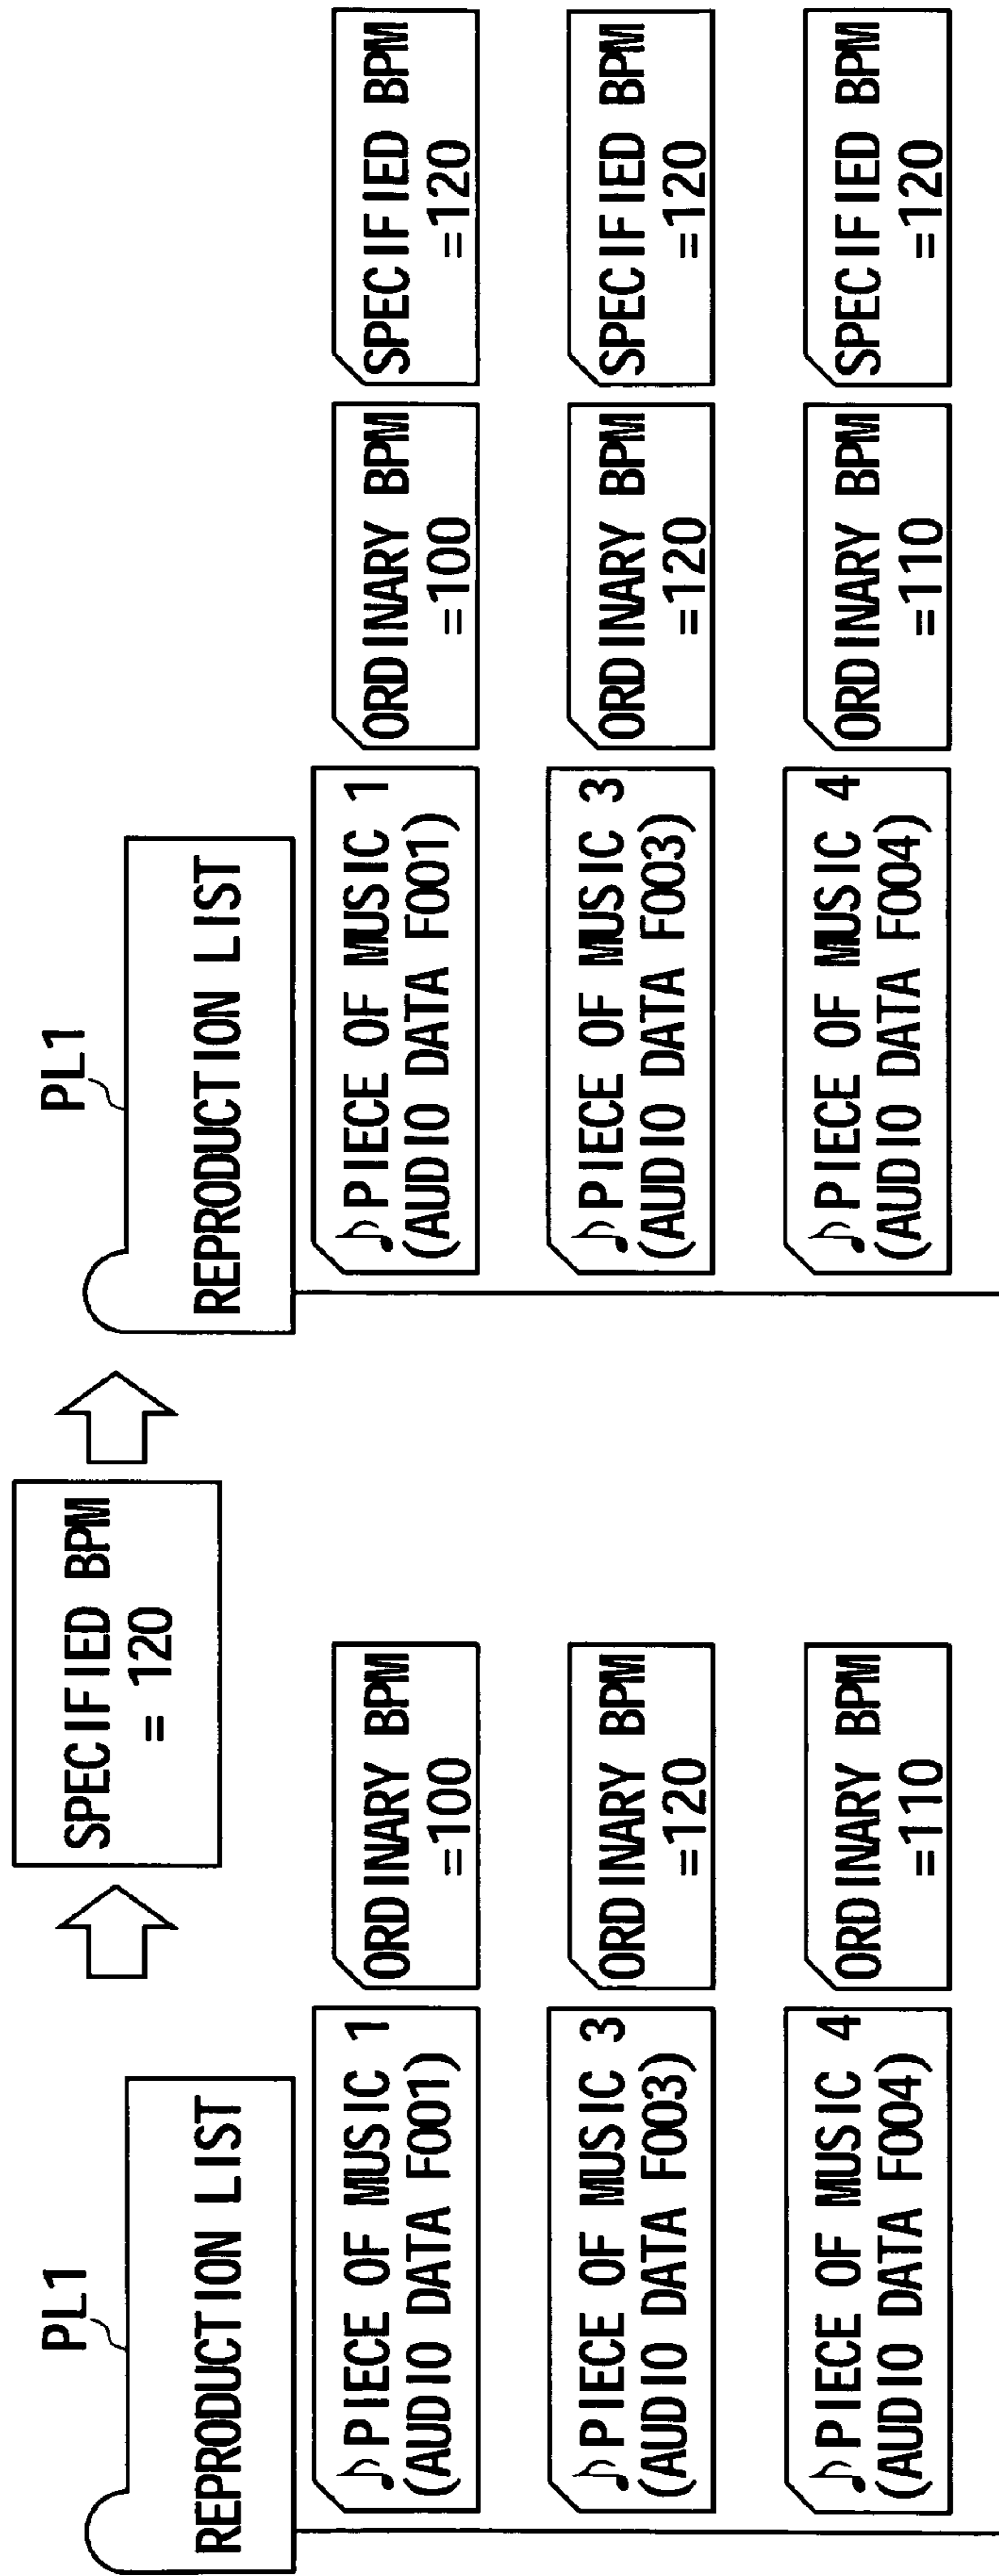 PL1
REPRODUCTION LIST
♪PIECE OF MUSIC 1
(AUDIO DATA F001)
ORDINARY BPM
=100
♪PIECE OF MUSIC 3
(AUDIO DATA F003)
ORDINARY BPM
=120
♪PIECE OF MUSIC 4
(AUDIO DATA F004)
ORDINARY BPM
=110
SPECIFIED BPM
= 120
PL1
REPRODUCTION LIST
♪PIECE OF MUSIC 1
(AUDIO DATA F001)
ORDINARY BPM
=100
SPECIFIED BPM
=120
♪PIECE OF MUSIC 3
(AUDIO DATA F003)
ORDINARY BPM
=120
SPECIFIED BPM
=120
♪PIECE OF MUSIC 4
(AUDIO DATA F004)
ORDINARY BPM
=110
SPECIFIED BPM
=120